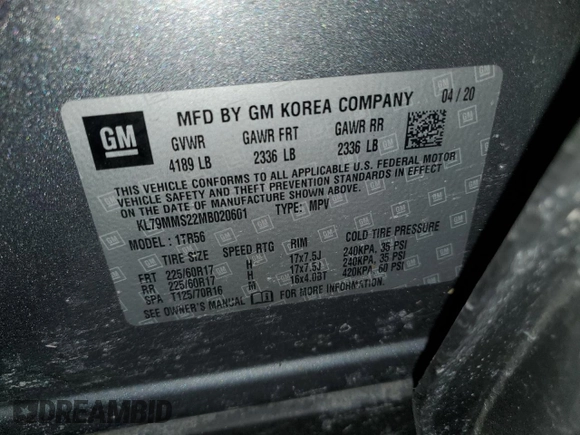 GM
MFD BY GM KOREA COMPANY 04 / 20
GVWR GAWR FRT GAWR RR
4189 LB 2336 LB 2336 LB
THIS VEHICLE CONFORMS TO ALL APPLICABLE U.S. FEDERAL MOTOR
VEHICLE SAFETY AND THEFT PREVENTION STANDARDS IN EFFECT
ON THE DATE OF MANUFACTURE SHOWN ABOVE.
KL79MMS22MB020601 TYPE: MPV
MODEL: 1TR56
TIRE SIZE SPEED RTG RIM COLD TIRE PRESSURE
FRT 225/60R17 H 17x7.5J 240KPA, 35 PSI
RR 225/60R17 H 17x7.5J 240KPA, 35 PSI
SPA T125/70R16 M 16x4.0BT 420KPA, 60 PSI
SEE OWNER'S MANUAL FOR MORE INFORMATION.
DREAMBID